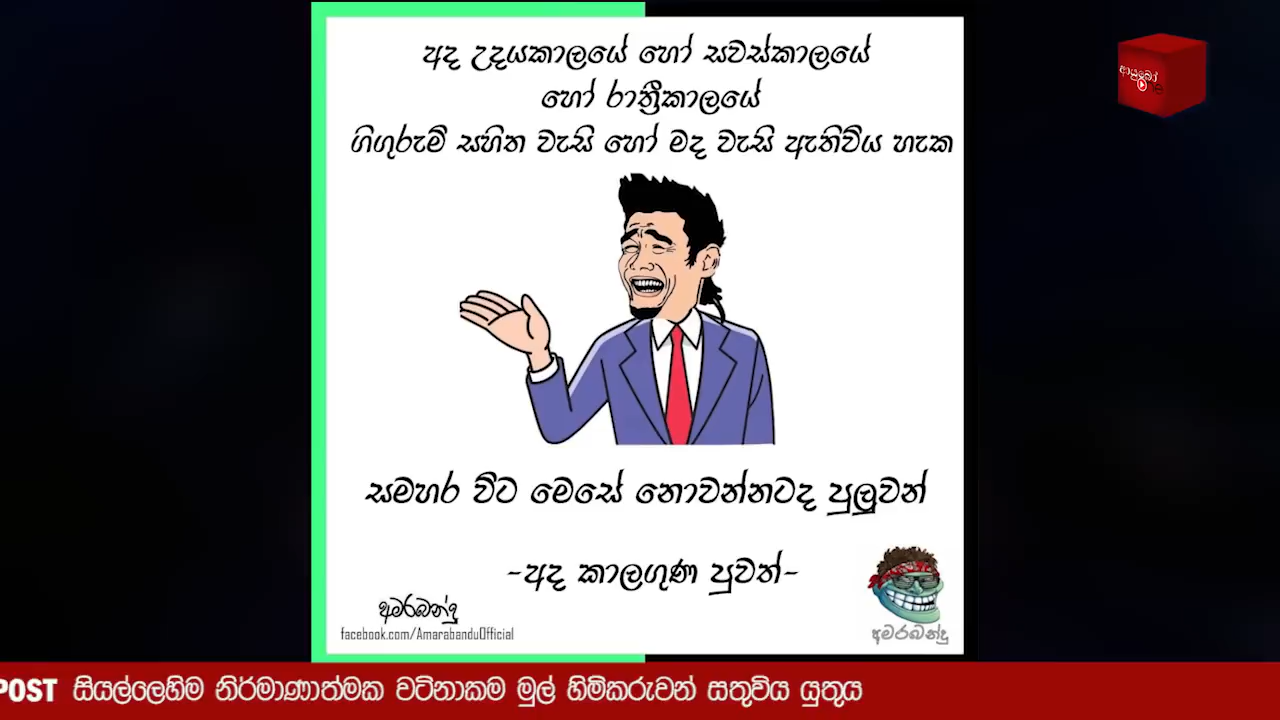 අද උදයකාලයේ හෝ සවස්කාලයේ
හෝ රාත්‍රීකාලයේ
ගිගුරුම් සහිත වැසි හෝ මද වැසි ඇතිවිය හැක
සමහර විට මෙසේ නොවන්නටද පුලුවන්
-අද කාලගුණ පුවත්-
අමරබන්දු
facebook.com/AmarabanduOfficial
අමරබන්දු
POST සියල්ලෙහිම නිර්මාණාත්මක වටිනාකම මුල් හිමිකරුවන් සතුවිය යුතුය